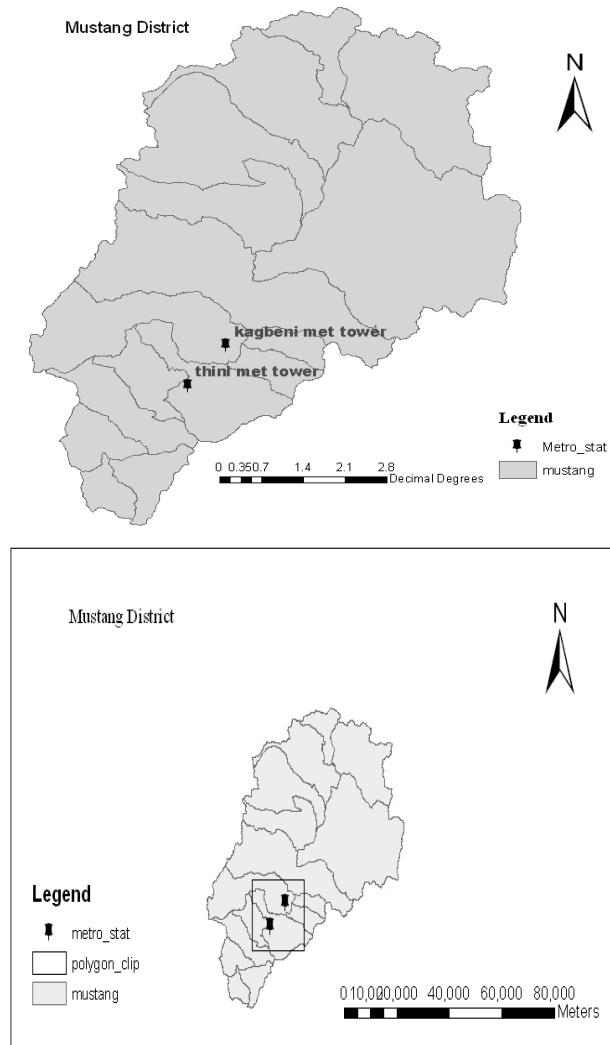 Mustang District
N
kagbeni met tower
thini met tower
Legend
Metro_stat
mustang
0 0.350.7 1.4 2.1 2.8
Decimal Degrees
Mustang District
N
Legend
metro_stat
polygon_clip
mustang
010,00020,000 40,000 60,000 80,000
Meters